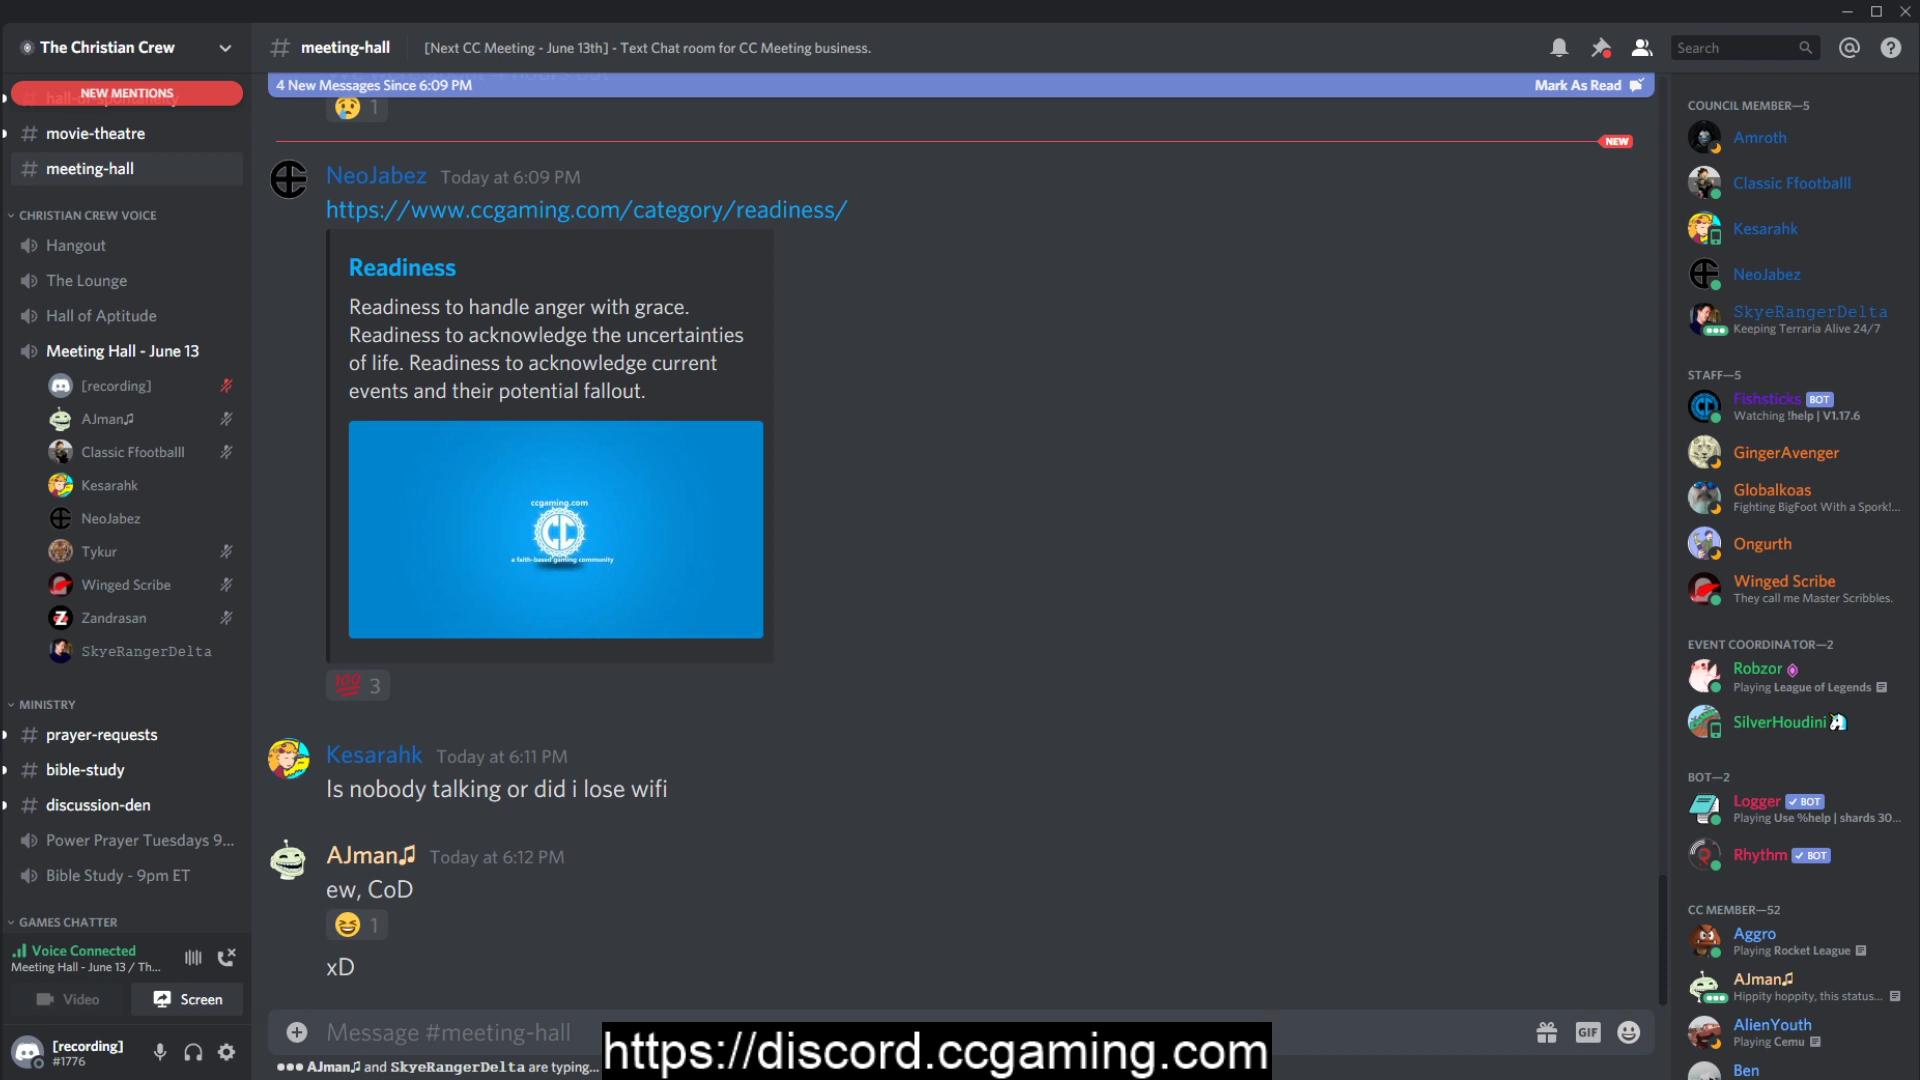 The Christian Crew
NEW MENTIONS
# movie-theatre
# meeting-hall
CHRISTIAN CREW VOICE
Hangout
The Lounge
Hall of Aptitude
Meeting Hall - June 13
[recording]
AJman♫
Classic Ffootballl
Kesarahk
NeoJabez
Tykur
Winged Scribe
Zandrasan
SkyeRangerDelta
MINISTRY
# prayer-requests
# bible-study
# discussion-den
Power Prayer Tuesdays 9...
Bible Study - 9pm ET
GAMES CHATTER
Voice Connected
Meeting Hall - June 13 / Th...
Video
Screen
[recording]
#1776
# meeting-hall
[Next CC Meeting - June 13th] - Text Chat room for CC Meeting business.
Search
4 New Messages Since 6:09 PM
Mark As Read
😢 1
NEW
NeoJabez Today at 6:09 PM
https://www.ccgaming.com/category/readiness/
Readiness
Readiness to handle anger with grace.
Readiness to acknowledge the uncertainties
of life. Readiness to acknowledge current
events and their potential fallout.
ccgaming.com
CC
a faith-based gaming community
💯 3
Kesarahk Today at 6:11 PM
Is nobody talking or did i lose wifi
AJman♫ Today at 6:12 PM
ew, CoD
😆 1
xD
Message #meeting-hall
GIF
AJman♫ and SkyeRangerDelta are typing...
https://discord.ccgaming.com
COUNCIL MEMBER—5
Amroth
Classic Ffootballl
Kesarahk
NeoJabez
SkyeRangerDelta
Keeping Terraria Alive 24/7
STAFF—5
Fishsticks BOT
Watching !help | V1.17.6
GingerAvenger
Globalkoas
Fighting BigFoot With a Spork!...
Ongurth
Winged Scribe
They call me Master Scribbles.
EVENT COORDINATOR—2
Robzor
Playing League of Legends
SilverHoudini
BOT—2
Logger ✓ BOT
Playing Use %help | shards 30...
Rhythm ✓ BOT
CC MEMBER—52
Aggro
Playing Rocket League
AJman♫
Hippity hoppity, this status...
AlienYouth
Playing Cemu
Ben